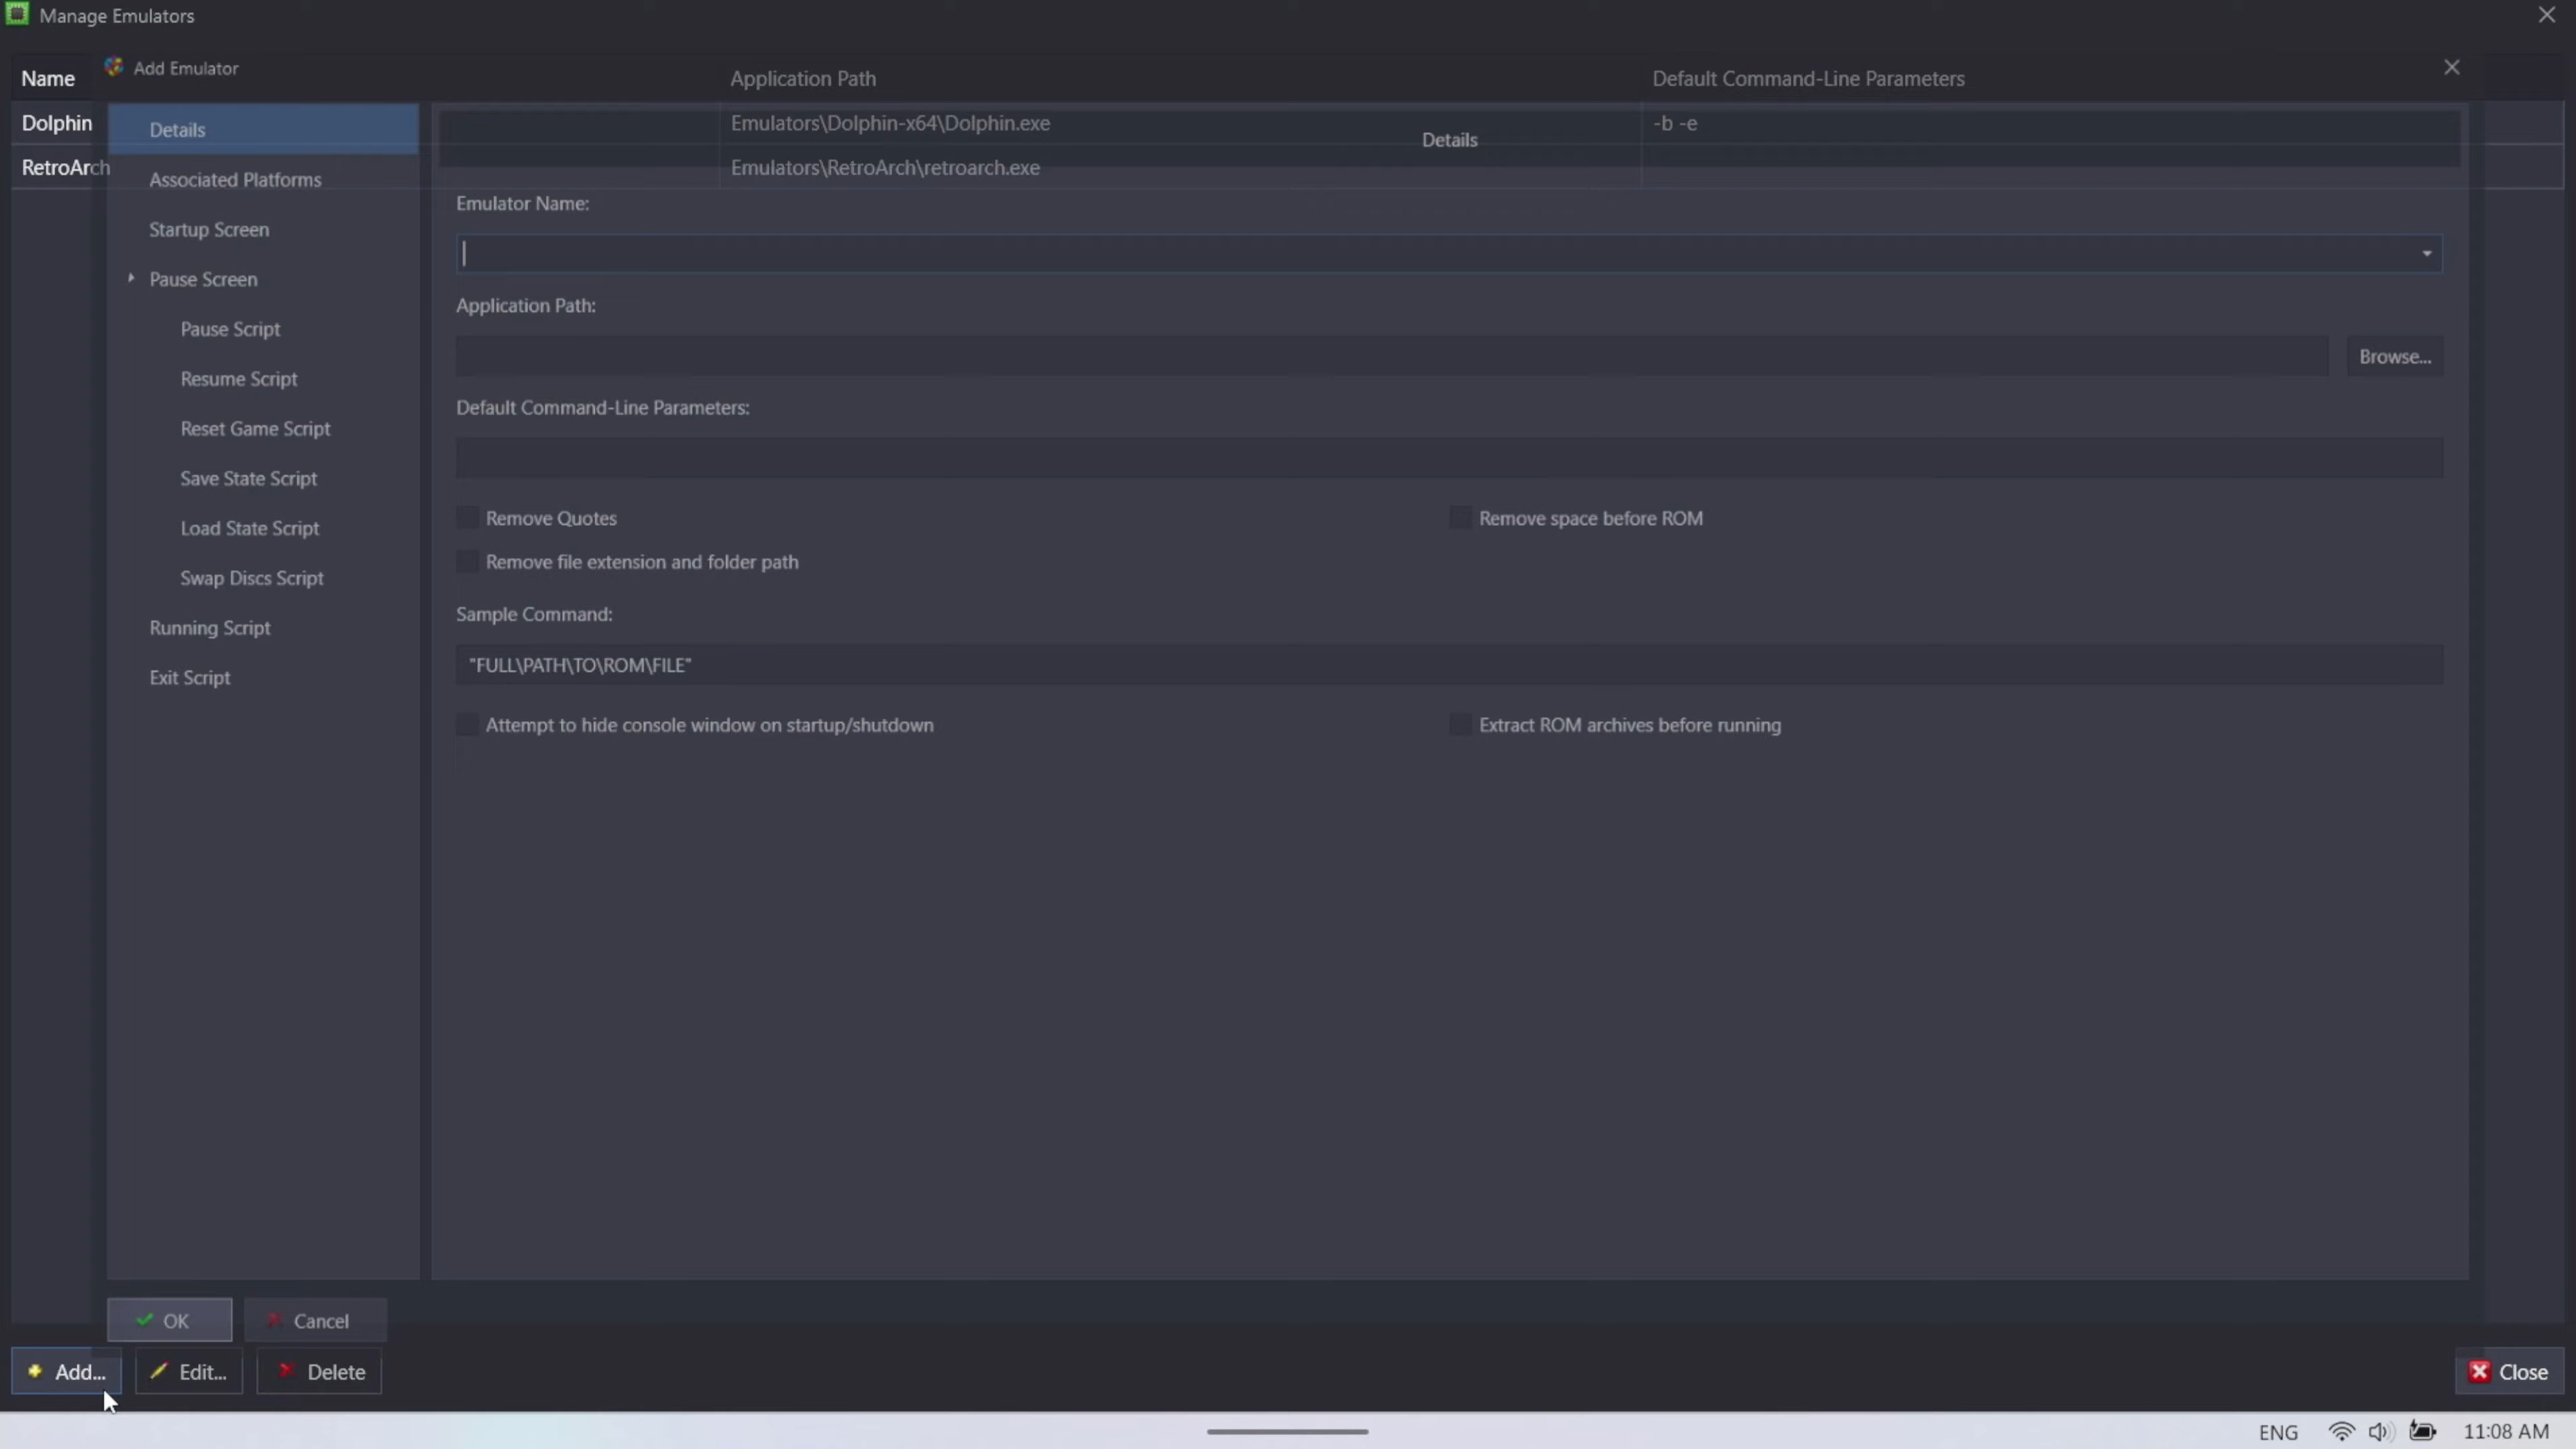 Manage Emulators
Name
Add Emulator
Application Path
Default Command-Line Parameters
Dolphin
Emulators\Dolphin-x64\Dolphin.exe
-b -e
RetroArch
Emulators\RetroArch\retroarch.exe
Details
Associated Platforms
Startup Screen
Pause Screen
Pause Script
Resume Script
Reset Game Script
Save State Script
Load State Script
Swap Discs Script
Running Script
Exit Script
Details
Emulator Name:
Application Path:
Browse...
Default Command-Line Parameters:
Remove Quotes
Remove space before ROM
Remove file extension and folder path
Sample Command:
"FULL\PATH\TO\ROM\FILE"
Attempt to hide console window on startup/shutdown
Extract ROM archives before running
OK
Cancel
Add...
Edit...
Delete
Close
ENG
11:08 AM